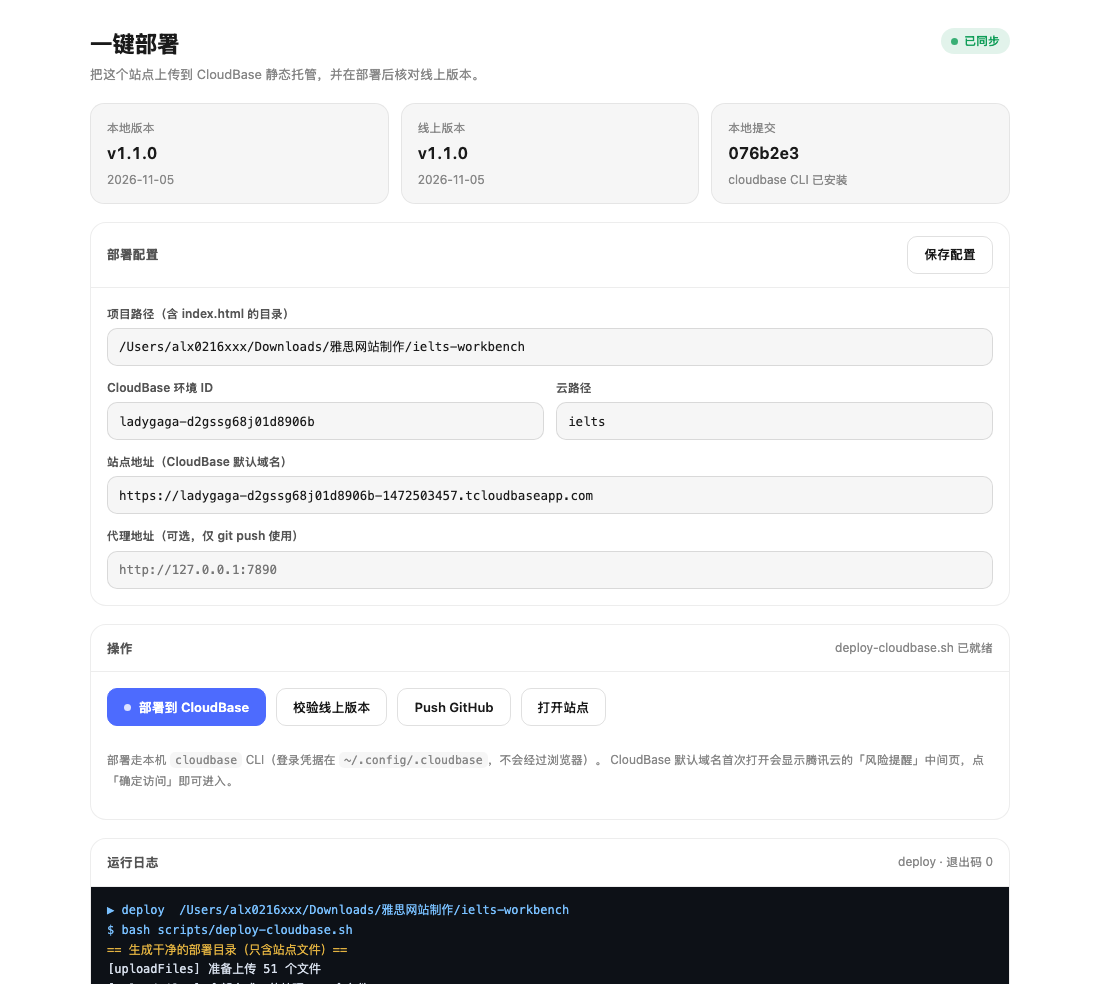 一键部署
已同步
把这个站点上传到 CloudBase 静态托管，并在部署后核对线上版本。
本地版本
v1.1.0
2026-11-05
线上版本
v1.1.0
2026-11-05
本地提交
076b2e3
cloudbase CLI 已安装
部署配置
保存配置
项目路径（含 index.html 的目录）
/Users/alx0216xxx/Downloads/雅思网站制作/ielts-workbench
CloudBase 环境 ID
云路径
ladygaga-d2gssg68j01d8906b
ielts
站点地址（CloudBase 默认域名）
https://ladygaga-d2gssg68j01d8906b-1472503457.tcloudbaseapp.com
代理地址（可选，仅 git push 使用）
http://127.0.0.1:7890
操作
deploy-cloudbase.sh 已就绪
部署到 CloudBase
校验线上版本
Push GitHub
打开站点
部署走本机 cloudbase CLI（登录凭据在 ~/.config/.cloudbase，不会经过浏览器）。 CloudBase 默认域名首次打开会显示腾讯云的「风险提醒」中间页，点
「确定访问」即可进入。
运行日志
deploy · 退出码 0
▶ deploy /Users/alx0216xxx/Downloads/雅思网站制作/ielts-workbench
$ bash scripts/deploy-cloudbase.sh
== 生成干净的部署目录（只含站点文件）==
[uploadFiles] 准备上传 51 个文件